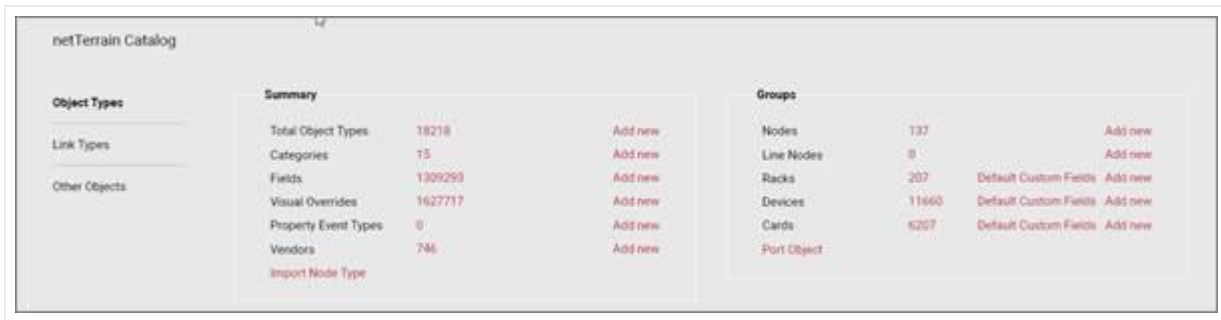 netTerrain Catalog
Object Types
Link Types
Other Objects
Summary
Total Object Types 18218 Add new
Categories 15 Add new
Fields 1309293 Add new
Visual Overrides 1627717 Add new
Property Event Types 0 Add new
Vendors 746 Add new
Import Node Type
Groups
Nodes 137 Add new
Line Nodes 0 Add new
Racks 207 Default Custom Fields Add new
Devices 11660 Default Custom Fields Add new
Cards 6207 Default Custom Fields Add new
Port Object